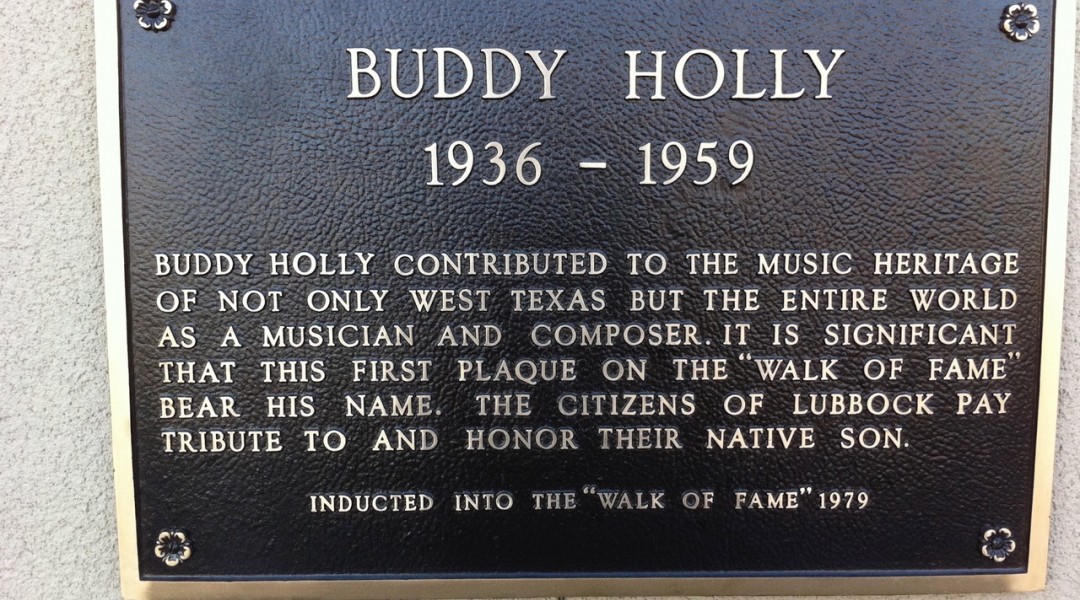 BUDDY HOLLY
1936 - 1959
BUDDY HOLLY CONTRIBUTED TO THE MUSIC HERITAGE
OF NOT ONLY WEST TEXAS BUT THE ENTIRE WORLD
AS A MUSICIAN AND COMPOSER. IT IS SIGNIFICANT
THAT THIS FIRST PLAQUE ON THE "WALK OF FAME"
BEAR HIS NAME. THE CITIZENS OF LUBBOCK PAY
TRIBUTE TO AND HONOR THEIR NATIVE SON.
INDUCTED INTO THE "WALK OF FAME" 1979